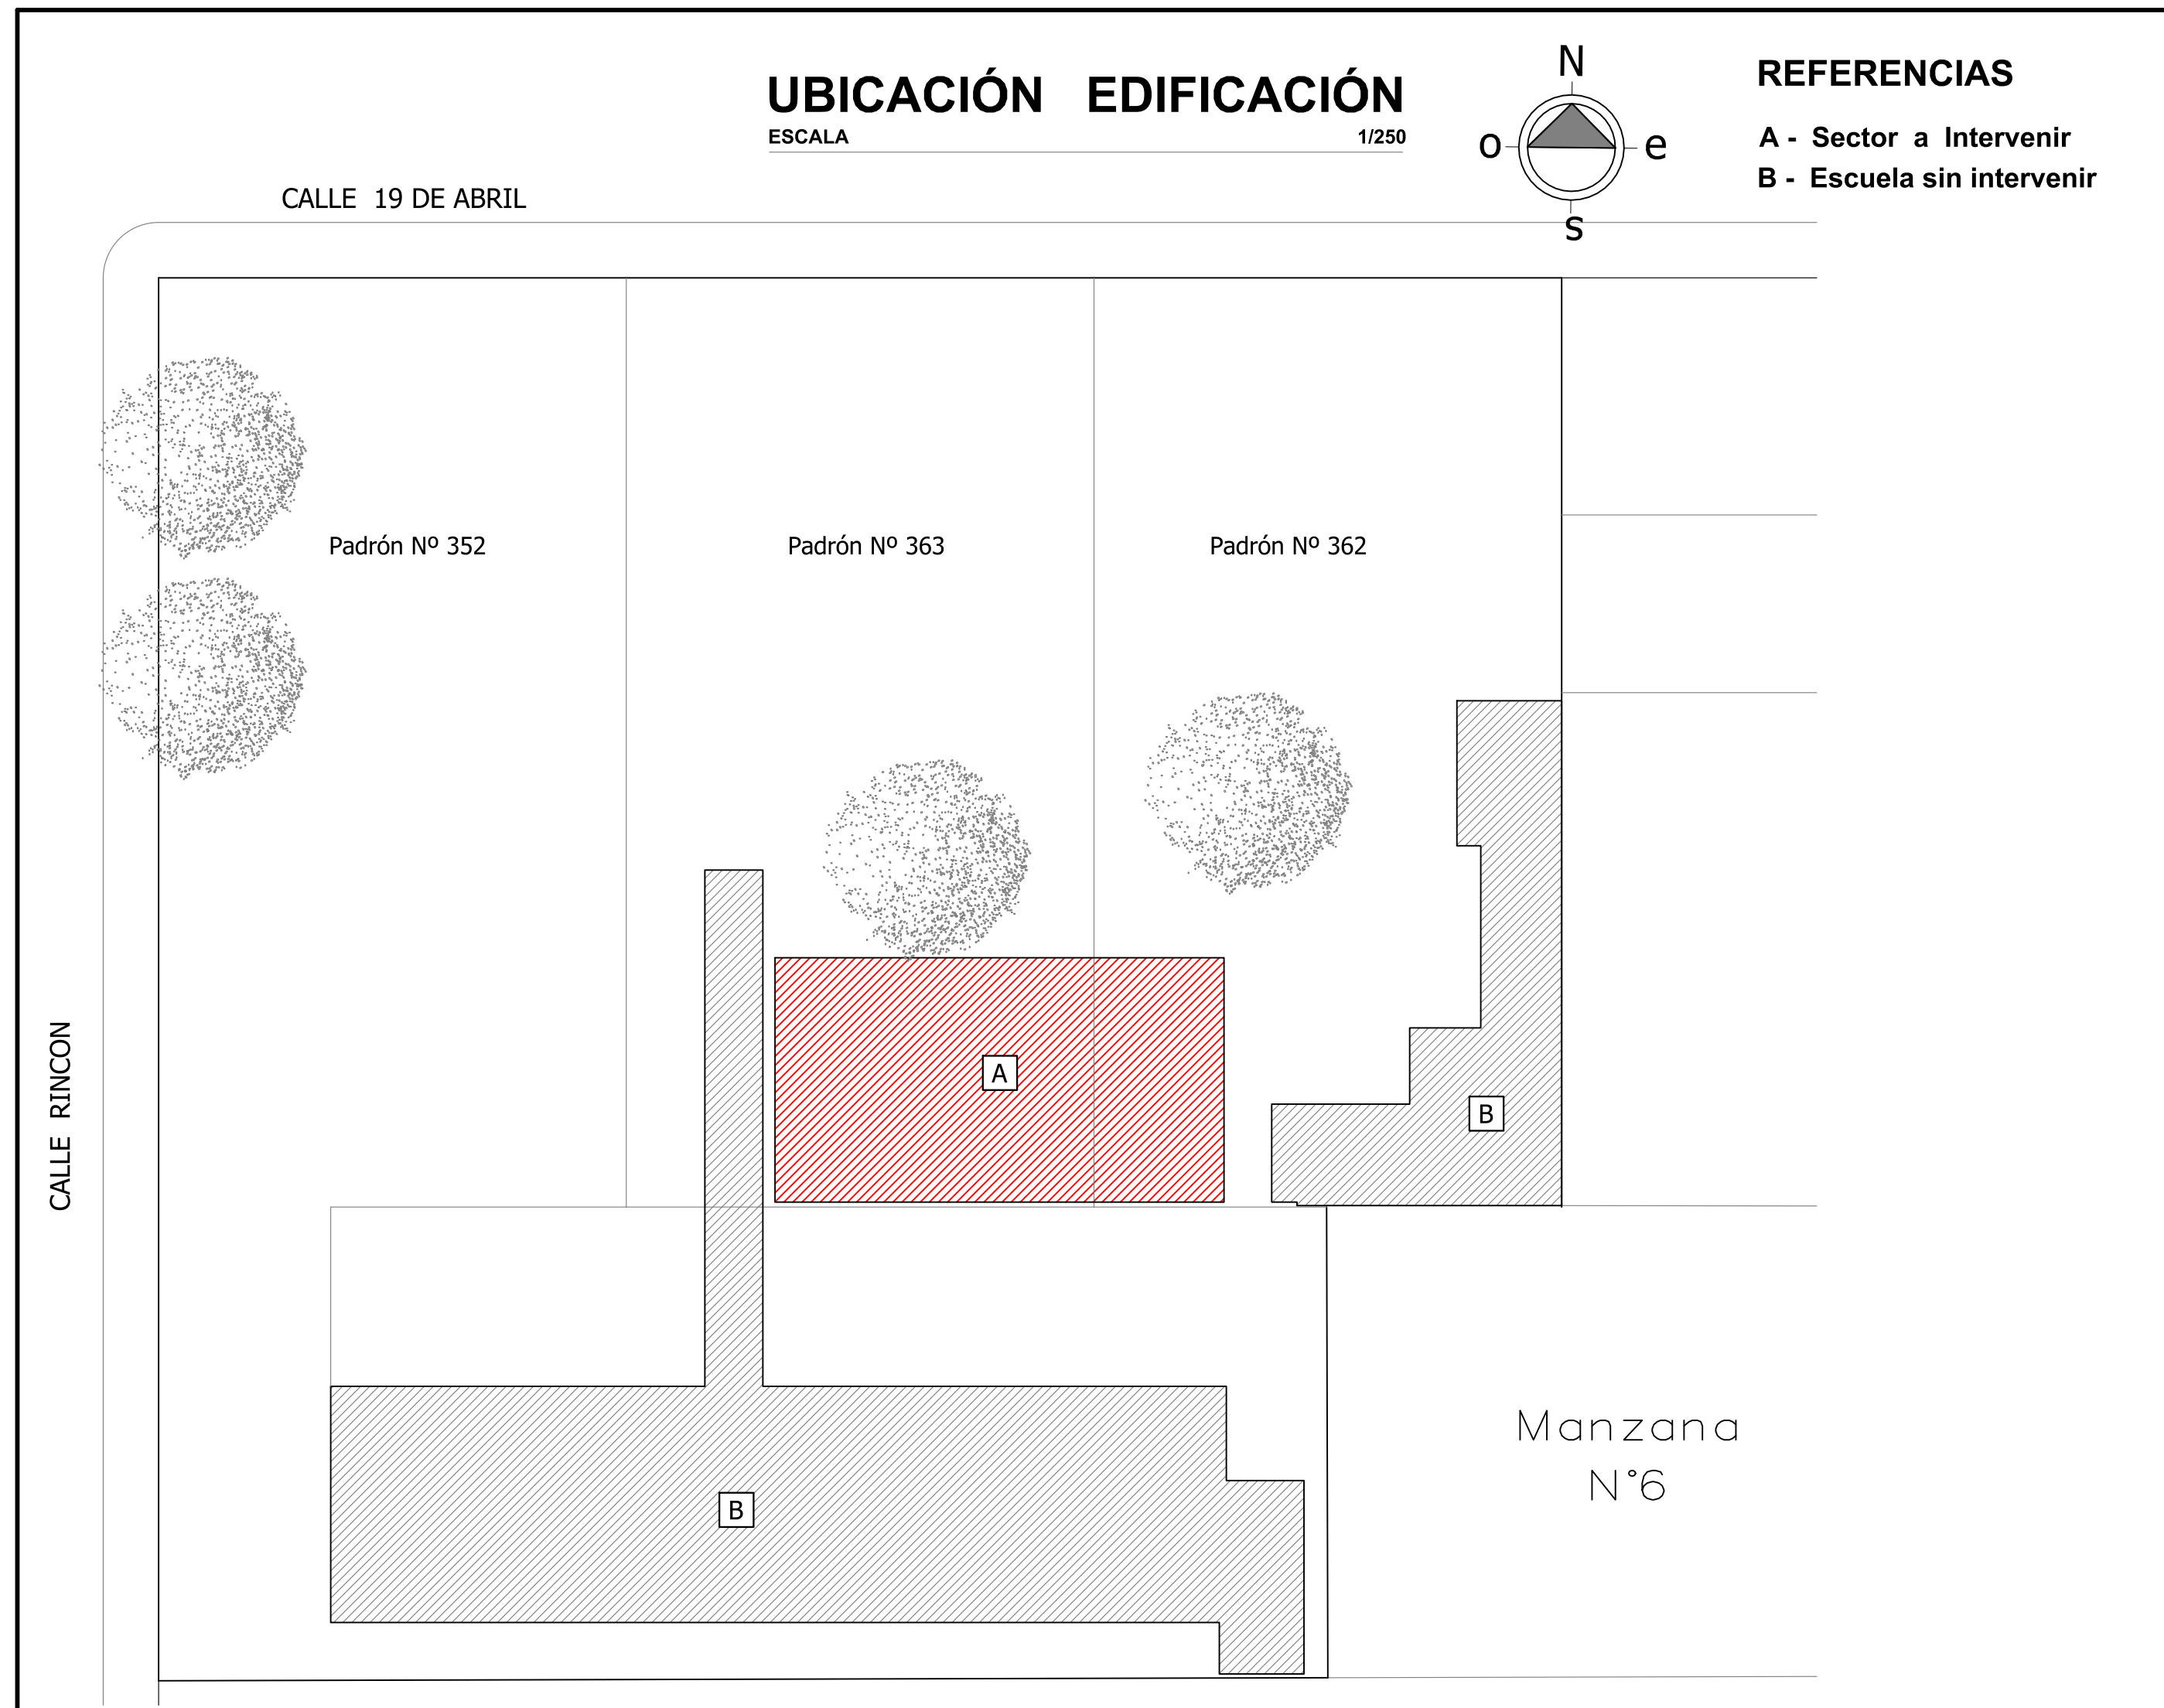 UBICACIÓN EDIFICACIÓN
ESCALA 1/250
N
o e
s
REFERENCIAS
A - Sector a Intervenir
B - Escuela sin intervenir
CALLE 19 DE ABRIL
Padrón Nº 352
Padrón Nº 363
Padrón Nº 362
CALLE RINCON
A
B
B
Manzana
N°6